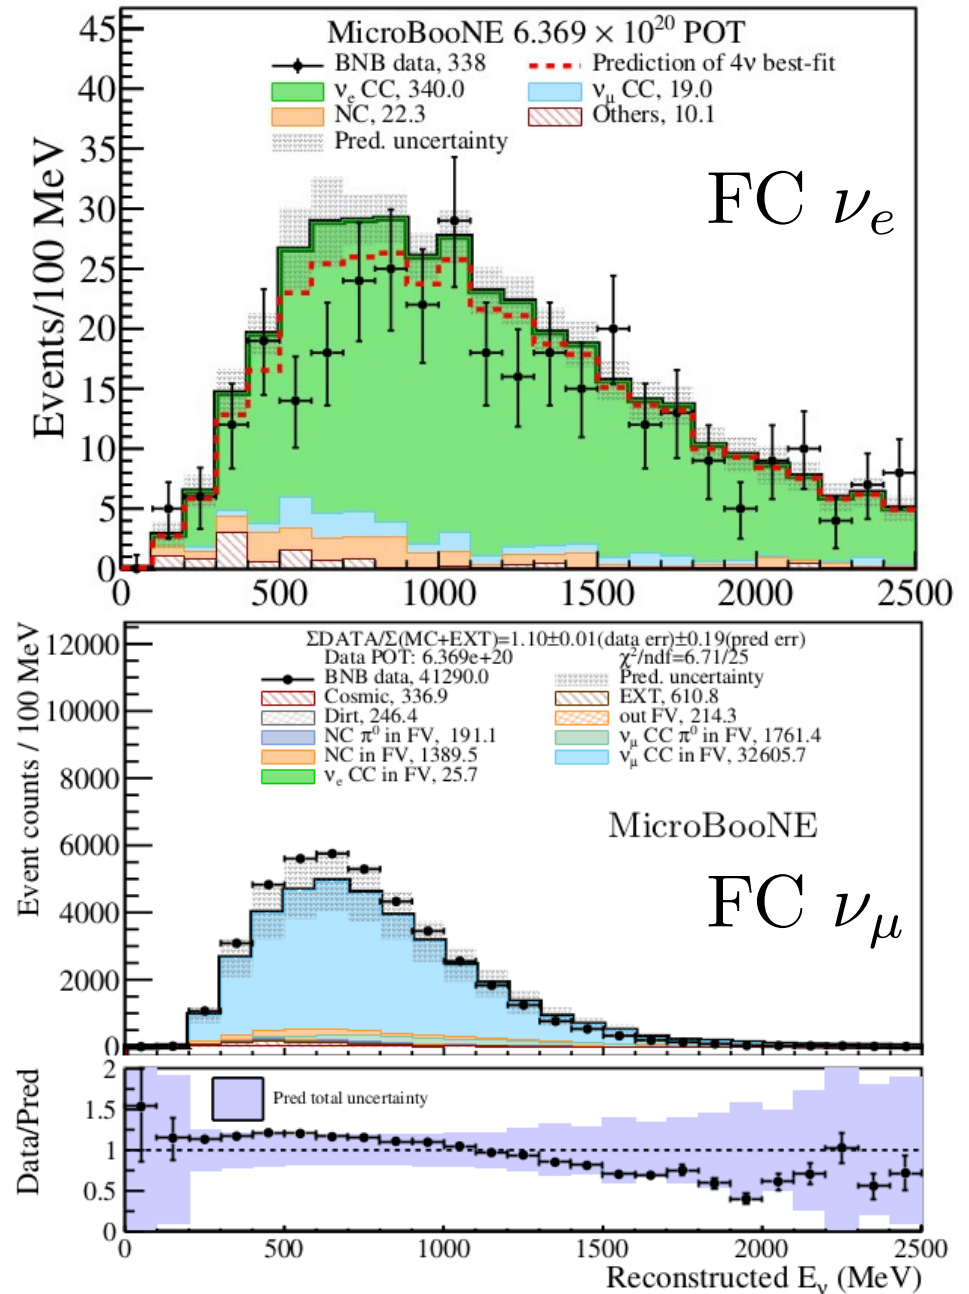 MicroBooNE 6.369 × 10²⁰ POT
BNB data, 338
Prediction of 4ν best-fit
νₑ CC, 340.0
ν_μ CC, 19.0
NC, 22.3
Others, 10.1
Pred. uncertainty
FC νₑ
Events/100 MeV
45
40
35
30
25
20
15
10
5
0
0 500 1000 1500 2000 2500
ΣDATA/Σ(MC+EXT)=1.10±0.01(data err)±0.19(pred err)
Data POT: 6.369e+20
χ²/ndf=6.71/25
BNB data, 41290.0
Pred. uncertainty
Cosmic, 336.9
EXT, 610.8
Dirt, 246.4
out FV, 214.3
NC π⁰ in FV, 191.1
ν_μ CC π⁰ in FV, 1761.4
NC in FV, 1389.5
ν_μ CC in FV, 32605.7
νₑ CC in FV, 25.7
MicroBooNE
FC ν_μ
Event counts / 100 MeV
12000
10000
8000
6000
4000
2000
0
Pred total uncertainty
Data/Pred
2
1.5
1
0.5
0
0 500 1000 1500 2000 2500
Reconstructed E_ν (MeV)